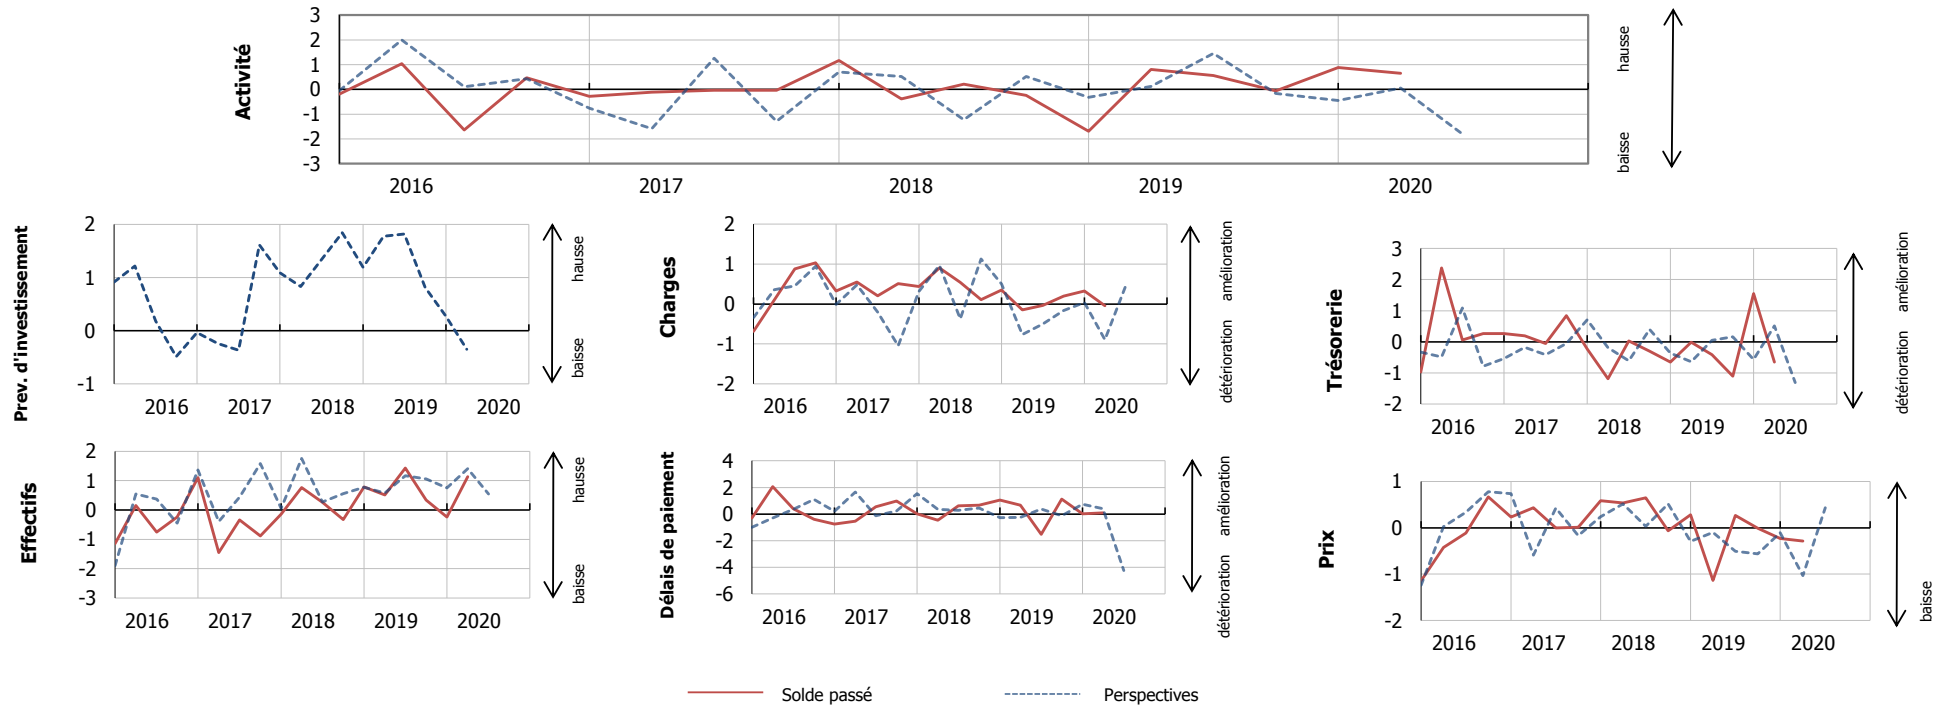 Activité
3
2
1
0
-1
-2
-3
2016 2017 2018 2019 2020
hausse
baisse
Prev. d'investissement
2
1
0
-1
2016 2017 2018 2019 2020
hausse
baisse
Charges
2
1
0
-1
-2
2016 2017 2018 2019 2020
amélioration
détérioration
Trésorerie
3
2
1
0
-1
-2
2016 2017 2018 2019 2020
amélioration
détérioration
Effectifs
2
1
0
-1
-2
-3
2016 2017 2018 2019 2020
hausse
baisse
Délais de paiement
4
2
0
-2
-4
-6
2016 2017 2018 2019 2020
amélioration
détérioration
Prix
1
0
-1
-2
2016 2017 2018 2019 2020
baisse
Solde passé Perspectives